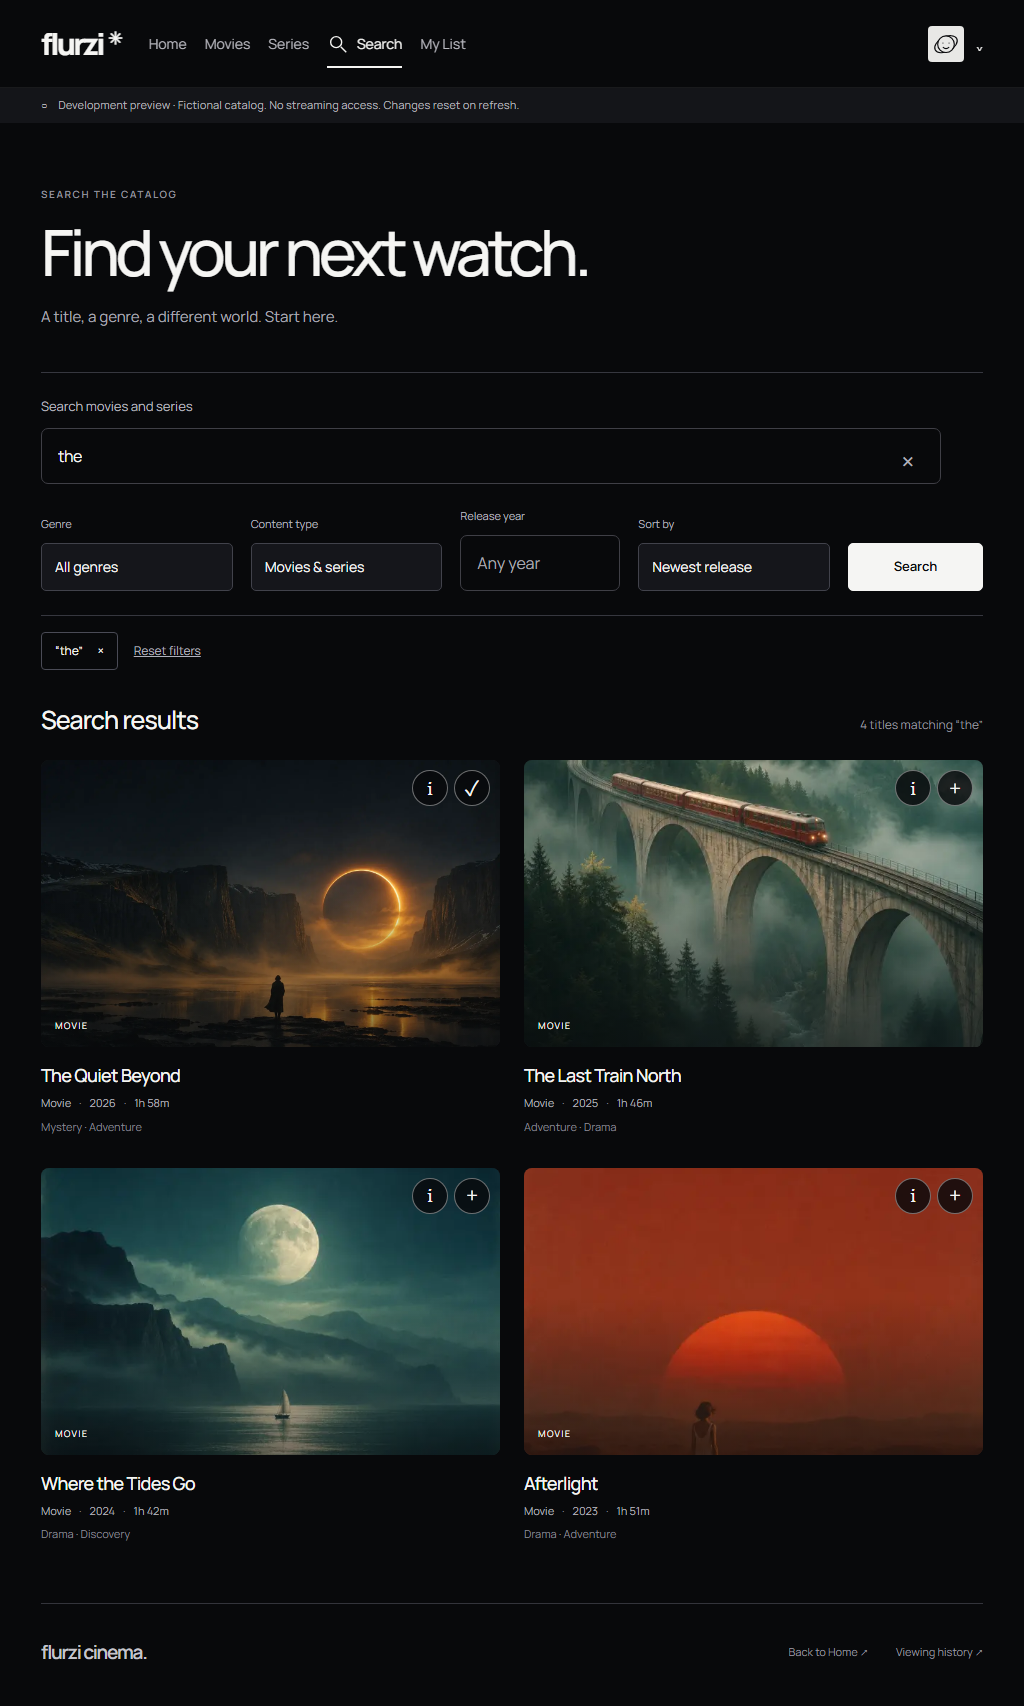 flurzi*
Home Movies Series Search My List
Development preview · Fictional catalog. No streaming access. Changes reset on refresh.
SEARCH THE CATALOG
Find your next watch.
A title, a genre, a different world. Start here.
Search movies and series
the ×
Genre Content type Release year Sort by
All genres Movies & series Any year Newest release Search
"the" × Reset filters
Search results 4 titles matching "the"
i ✓
MOVIE
The Quiet Beyond
Movie · 2026 · 1h 58m
Mystery · Adventure
i +
MOVIE
The Last Train North
Movie · 2025 · 1h 46m
Adventure · Drama
i +
MOVIE
Where the Tides Go
Movie · 2024 · 1h 42m
Drama · Discovery
i +
MOVIE
Afterlight
Movie · 2023 · 1h 51m
Drama · Adventure
flurzi cinema.
Back to Home ↗ Viewing history ↗